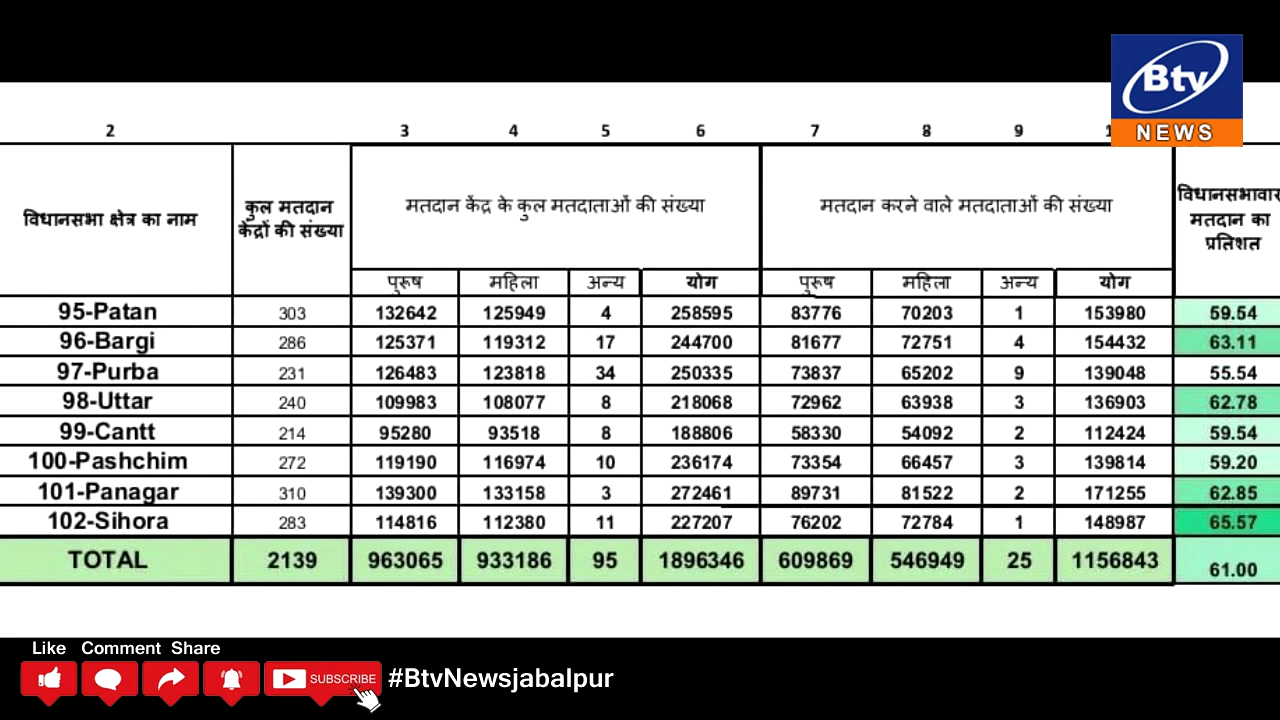 Btv
NEWS
2 3 4 5 6 7 8 9
विधानसभा क्षेत्र का नाम
कुल मतदान
केंद्रों की संख्या
मतदान केंद्र के कुल मतदाताओं की संख्या
मतदान करने वाले मतदाताओं की संख्या
मतदान का
प्रतिशत
पुरूष महिला अन्य योग पुरूष महिला अन्य योग
95-Patan 303 132642 125949 4 258595 83776 70203 1 153980 59.54
96-Bargi 286 125371 119312 17 244700 81677 72751 4 154432 63.11
97-Purba 231 126483 123818 34 250335 73837 65202 9 139048 55.54
98-Uttar 240 109983 108077 8 218068 72962 63938 3 136903 62.78
99-Cantt 214 95280 93518 8 188806 58330 54092 2 112424 59.54
100-Pashchim 272 119190 116974 10 236174 73354 66457 3 139814 59.20
101-Panagar 310 139300 133158 3 272461 89731 81522 2 171255 62.85
102-Sihora 283 114816 112380 11 227207 76202 72784 1 148987 65.57
TOTAL 2139 963065 933186 95 1896346 609869 546949 25 1156843 61.00
Like Comment Share
SUBSCRIBE #BtvNewsjabalpur